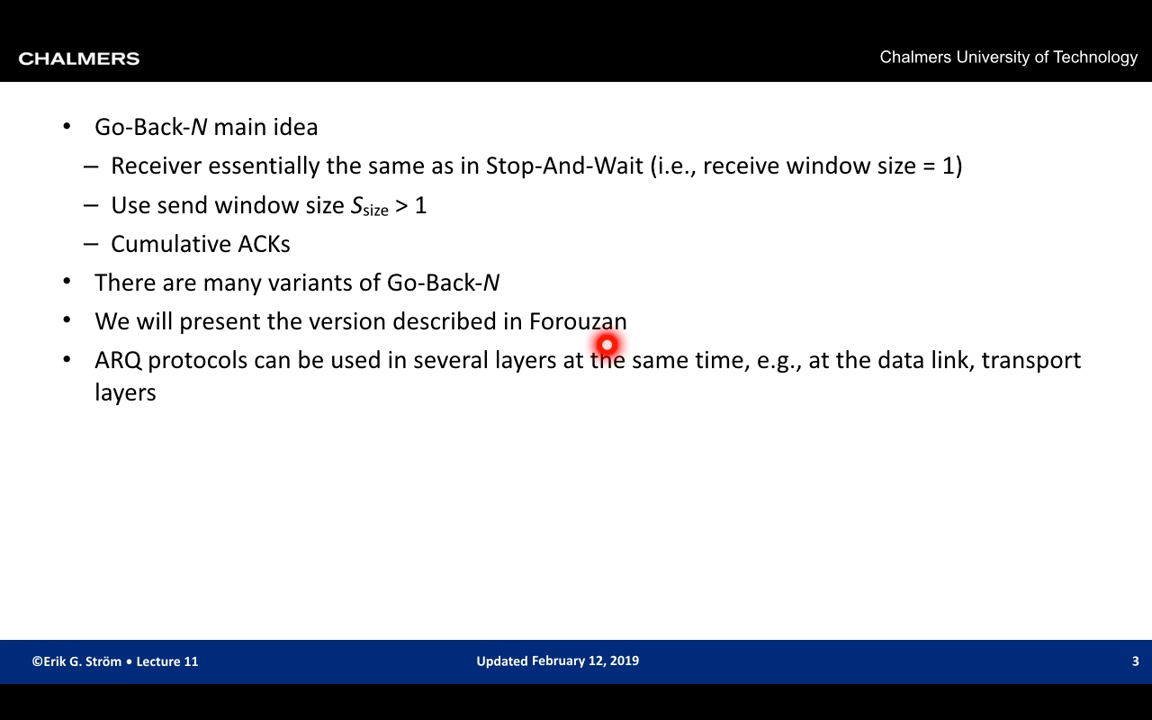 CHALMERS
Chalmers University of Technology
• Go-Back-N main idea
– Receiver essentially the same as in Stop-And-Wait (i.e., receive window size = 1)
– Use send window size Ssize > 1
– Cumulative ACKs
• There are many variants of Go-Back-N
• We will present the version described in Forouzan
• ARQ protocols can be used in several layers at the same time, e.g., at the data link, transport
layers
©Erik G. Ström • Lecture 11
Updated February 12, 2019
3